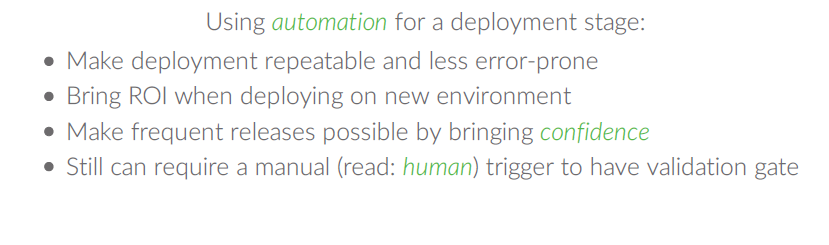 Using automation for a deployment stage:
• Make deployment repeatable and less error-prone
• Bring ROI when deploying on new environment
• Make frequent releases possible by bringing confidence
• Still can require a manual (read: human) trigger to have validation gate